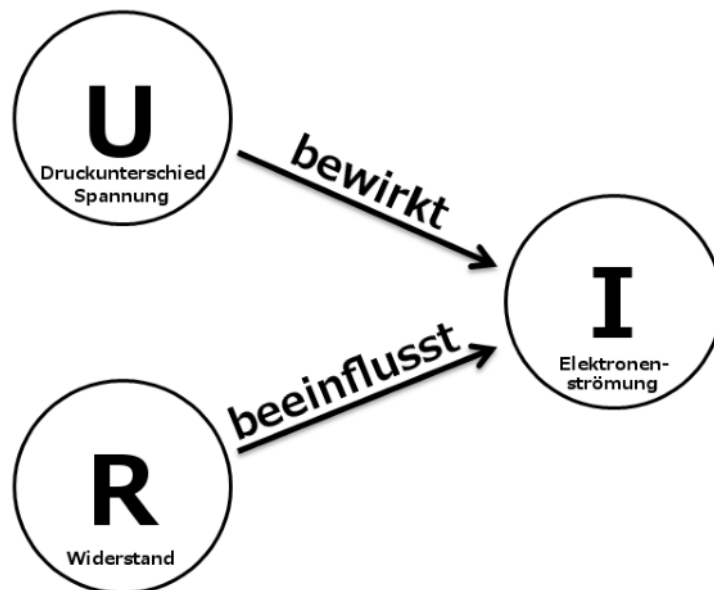 U
Druckunterschied
Spannung
bewirkt
I
Elektronen-
strömung
beeinflusst
R
Widerstand